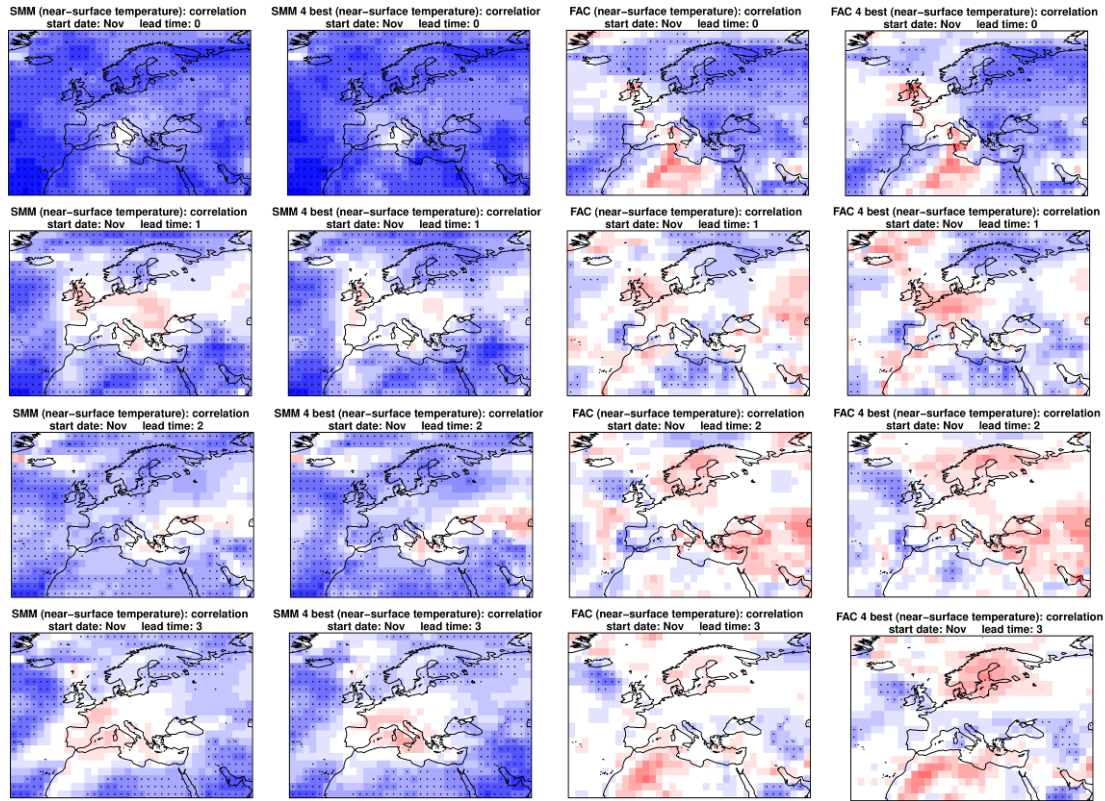 SMM (near−surface temperature): correlation
start date: Nov lead time: 0
SMM 4 best (near−surface temperature): correlation
start date: Nov lead time: 0
FAC (near−surface temperature): correlation
start date: Nov lead time: 0
FAC 4 best (near−surface temperature): correlation
start date: Nov lead time: 0
SMM (near−surface temperature): correlation
start date: Nov lead time: 1
SMM 4 best (near−surface temperature): correlation
start date: Nov lead time: 1
FAC (near−surface temperature): correlation
start date: Nov lead time: 1
FAC 4 best (near−surface temperature): correlation
start date: Nov lead time: 1
SMM (near−surface temperature): correlation
start date: Nov lead time: 2
SMM 4 best (near−surface temperature): correlation
start date: Nov lead time: 2
FAC (near−surface temperature): correlation
start date: Nov lead time: 2
FAC 4 best (near−surface temperature): correlation
start date: Nov lead time: 2
SMM (near−surface temperature): correlation
start date: Nov lead time: 3
SMM 4 best (near−surface temperature): correlation
start date: Nov lead time: 3
FAC (near−surface temperature): correlation
start date: Nov lead time: 3
FAC 4 best (near−surface temperature): correlation
start date: Nov lead time: 3